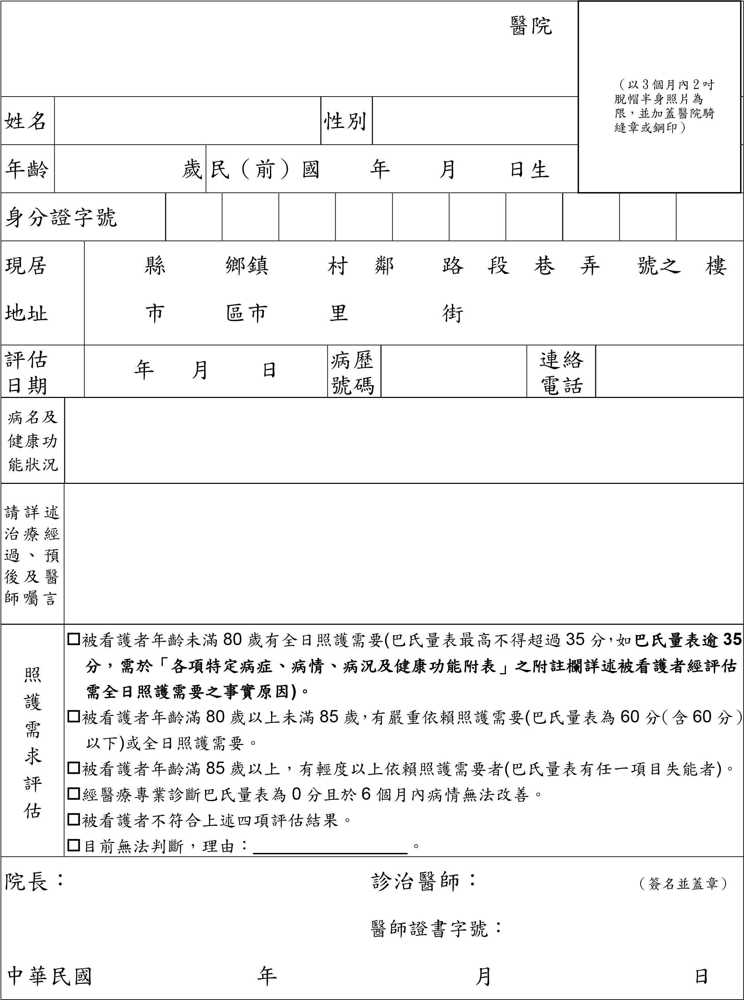 醫院
（以3個月內2吋
脫帽半身照片為
限，並加蓋醫院騎
縫章或鋼印）
姓名 性別
年齡 歲 民（前）國 年 月 日生
身分證字號
現居 縣 鄉鎮 村 鄰 路 段 巷 弄 號之 樓
地址 市 區市 里 街
評估 年 月 日 病歷 連絡
日期 號碼 電話
病名及
健康功
能狀況
請詳述
治療經
過、預
後及醫
師囑言
照護需求評估
□被看護者年齡未滿80歲有全日照護需要(巴氏量表最高不得超過35分，如巴氏量表逾35
分，需於「各項特定病症、病情、病況及健康功能附表」之附註欄詳述被看護者經評估
需全日照護需要之事實原因)。
□被看護者年齡滿80歲以上未滿85歲，有嚴重依賴照護需要(巴氏量表為60分（含60分）
以下)或全日照護需要。
□被看護者年齡滿85歲以上，有輕度以上依賴照護需要者(巴氏量表有任一項目失能者)。
□經醫療專業診斷巴氏量表為0分且於6個月內病情無法改善。
□被看護者不符合上述四項評估結果。
□目前無法判斷，理由：＿＿＿＿＿＿＿＿＿。
院長： 診治醫師： （簽名並蓋章）
醫師證書字號：
中華民國 年 月 日